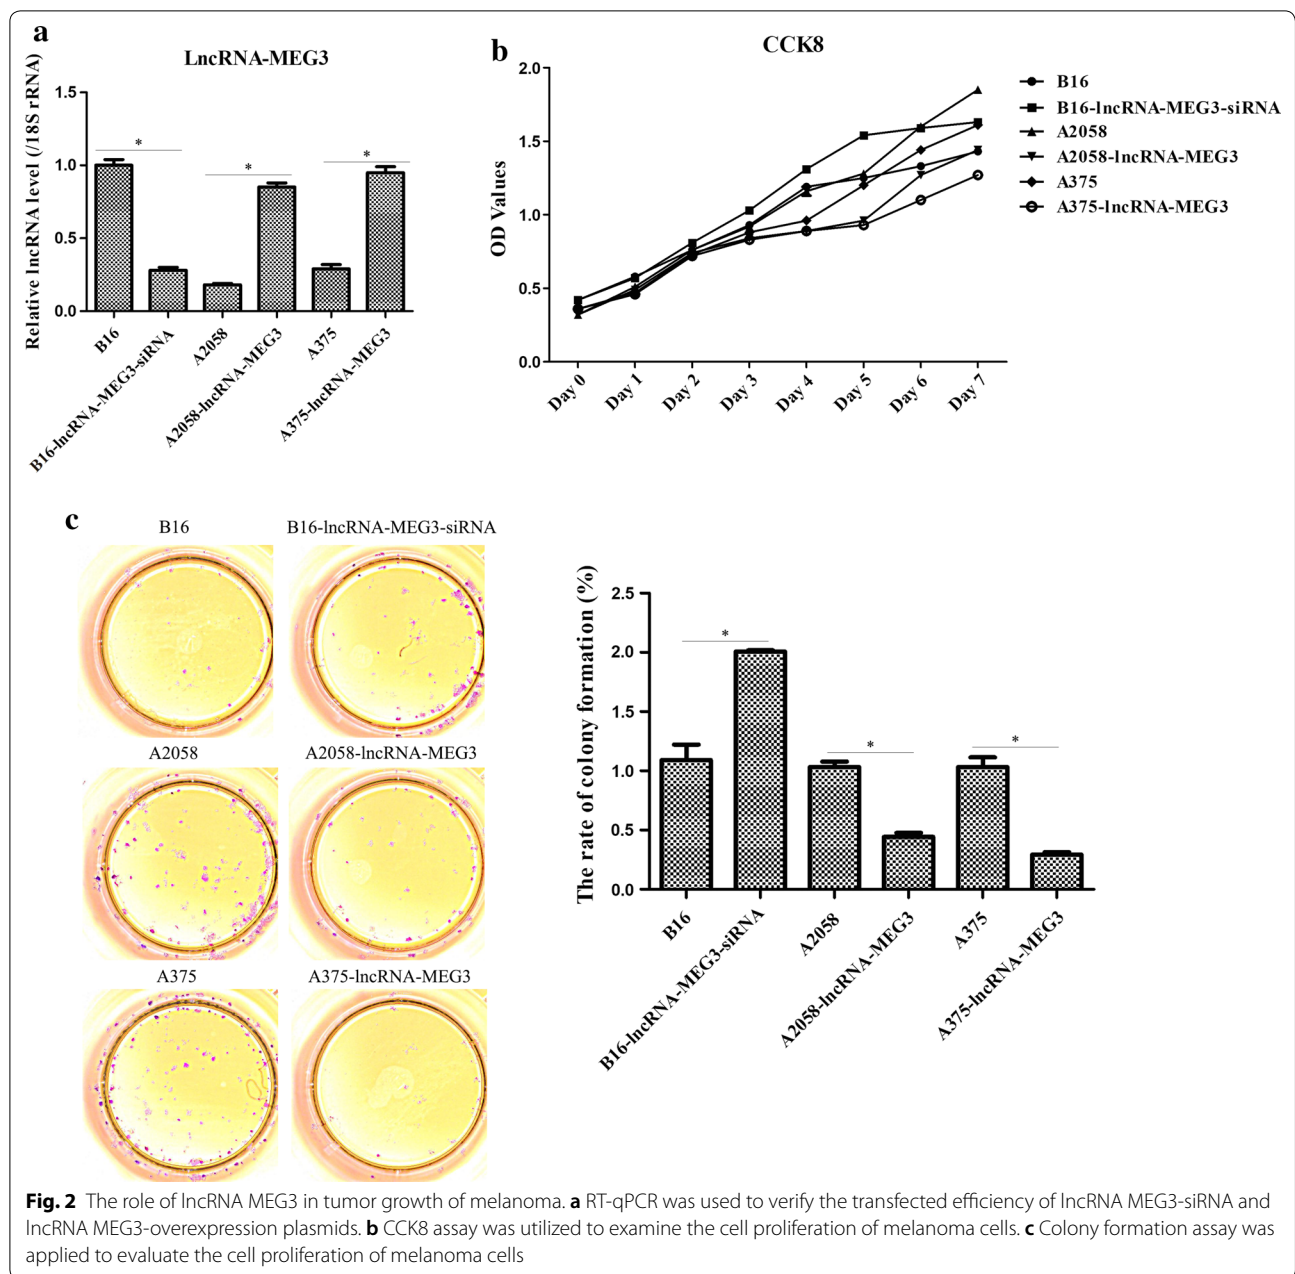 a
LncRNA-MEG3
Relative lncRNA level (/18S rRNA)
1.5
1.0
0.5
0.0
*
*
*
B16
B16-lncRNA-MEG3-siRNA
A2058
A2058-lncRNA-MEG3
A375
A375-lncRNA-MEG3
b
CCK8
OD Values
2.0
1.5
1.0
0.5
0.0
Day 0
Day 1
Day 2
Day 3
Day 4
Day 5
Day 6
Day 7
B16
B16-lncRNA-MEG3-siRNA
A2058
A2058-lncRNA-MEG3
A375
A375-lncRNA-MEG3
c
B16
B16-lncRNA-MEG3-siRNA
A2058
A2058-lncRNA-MEG3
A375
A375-lncRNA-MEG3
The rate of colony formation (%)
2.5
2.0
1.5
1.0
0.5
0.0
*
*
*
B16
B16-lncRNA-MEG3-siRNA
A2058
A2058-lncRNA-MEG3
A375
A375-lncRNA-MEG3
Fig. 2 The role of lncRNA MEG3 in tumor growth of melanoma. a RT-qPCR was used to verify the transfected efficiency of lncRNA MEG3-siRNA and
lncRNA MEG3-overexpression plasmids. b CCK8 assay was utilized to examine the cell proliferation of melanoma cells. c Colony formation assay was
applied to evaluate the cell proliferation of melanoma cells